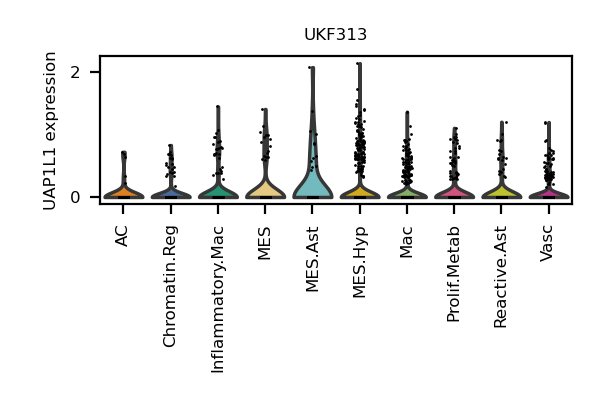 UKF313
UAP1L1 expression
2
0
AC
Chromatin.Reg
Inflammatory.Mac
MES
MES.Ast
MES.Hyp
Mac
Prolif.Metab
Reactive.Ast
Vasc